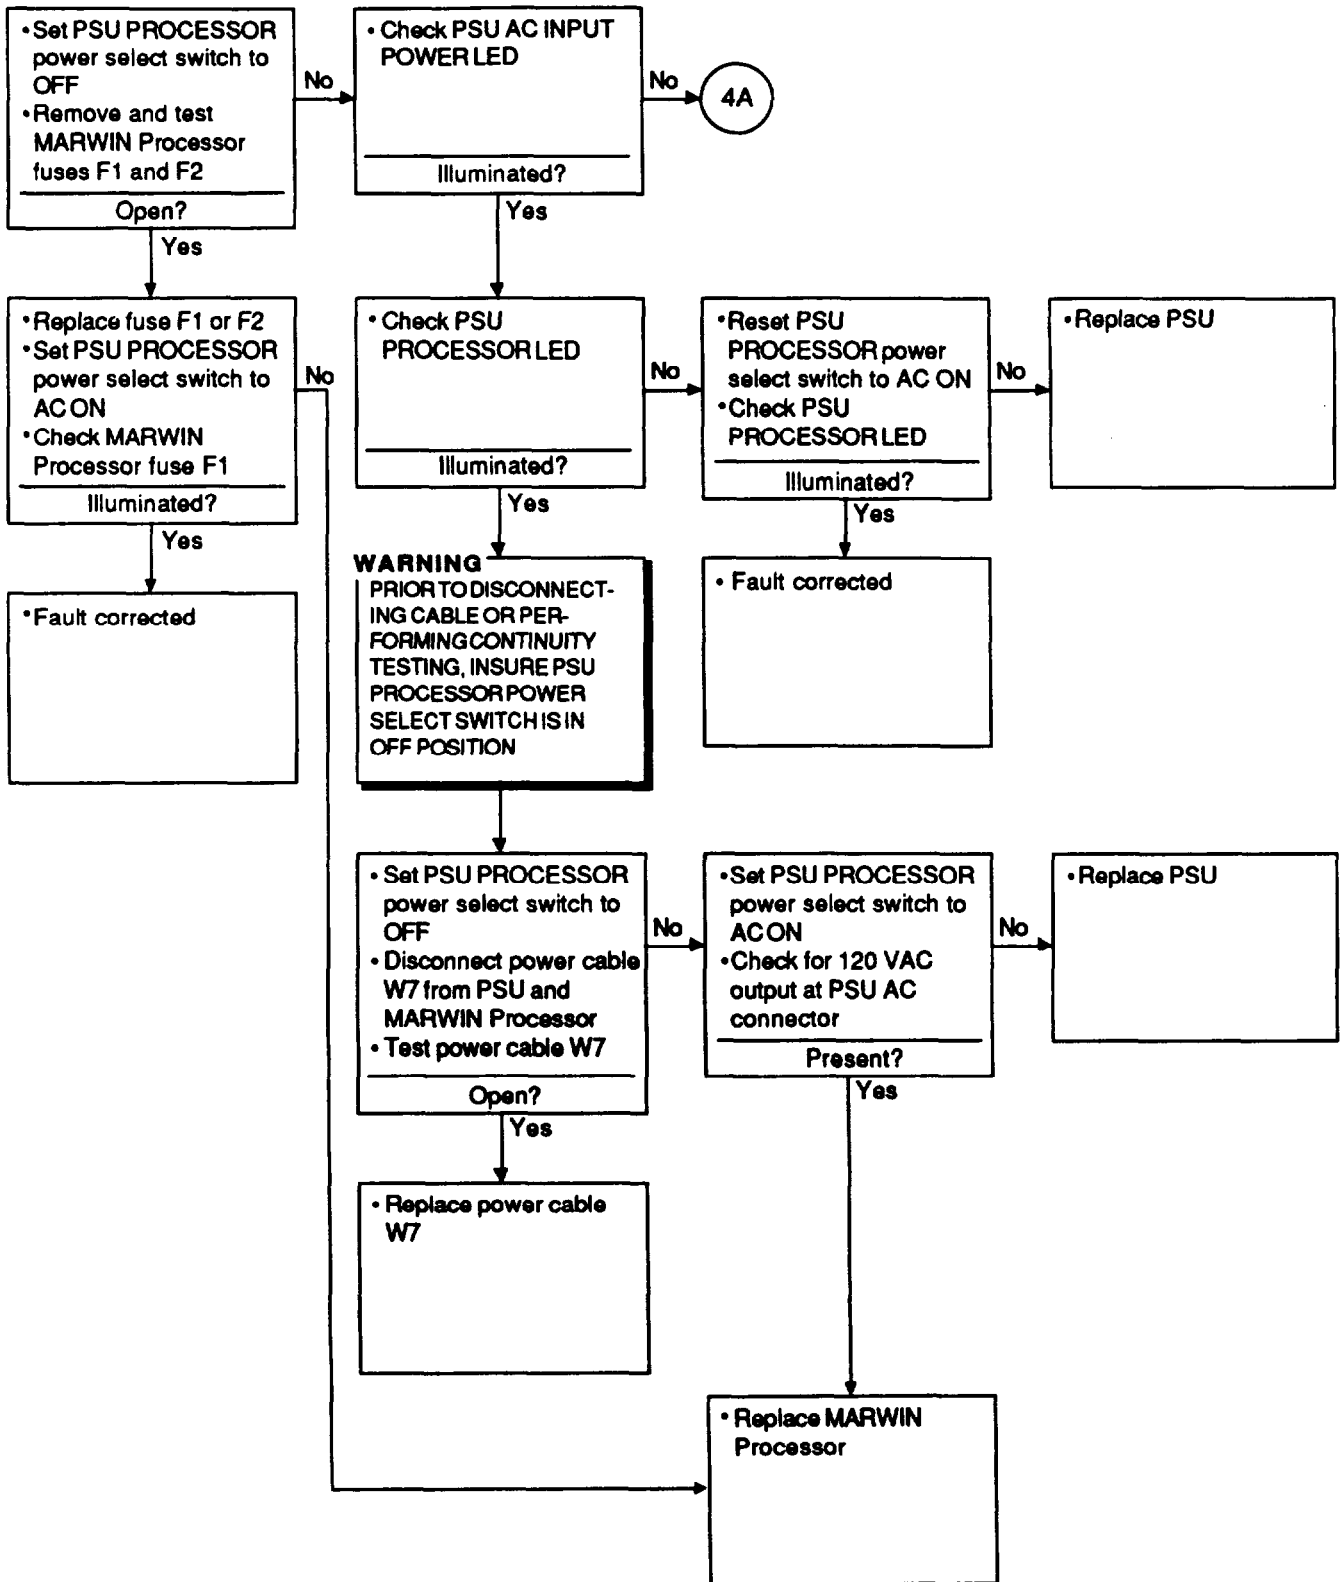 •Set PSU PROCESSOR
power select switch to
OFF
•Remove and test
MARWIN Processor
fuses F1 and F2
Open?
No
Yes
• Check PSU AC INPUT
POWER LED
Illuminated?
No
Yes
4A
•Replace fuse F1 or F2
•Set PSU PROCESSOR
power select switch to
AC ON
•Check MARWIN
Processor fuse F1
Illuminated?
No
Yes
•Fault corrected
• Check PSU
PROCESSOR LED
Illuminated?
No
Yes
•Reset PSU
PROCESSOR power
select switch to AC ON
•Check PSU
PROCESSOR LED
Illuminated?
No
Yes
•Replace PSU
• Fault corrected
WARNING
PRIOR TO DISCONNECT-
ING CABLE OR PER-
FORMING CONTINUITY
TESTING, INSURE PSU
PROCESSOR POWER
SELECT SWITCH IS IN
OFF POSITION
• Set PSU PROCESSOR
power select switch to
OFF
• Disconnect power cable
W7 from PSU and
MARWIN Processor
• Test power cable W7
Open?
No
Yes
•Set PSU PROCESSOR
power select switch to
AC ON
•Check for 120 VAC
output at PSU AC
connector
Present?
No
Yes
•Replace PSU
• Replace power cable
W7
• Replace MARWIN
Processor